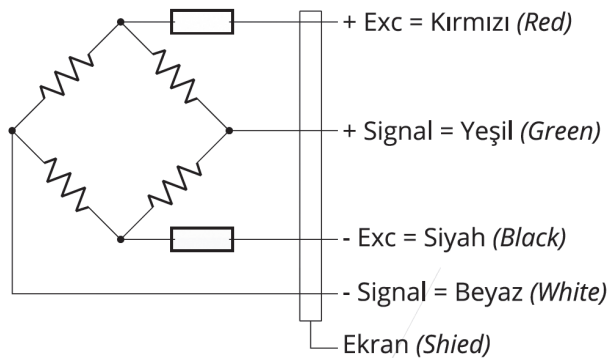 + Exc = Kırmızı (Red)
+ Signal = Yeşil (Green)
- Exc = Siyah (Black)
- Signal = Beyaz (White)
Ekran (Shied)